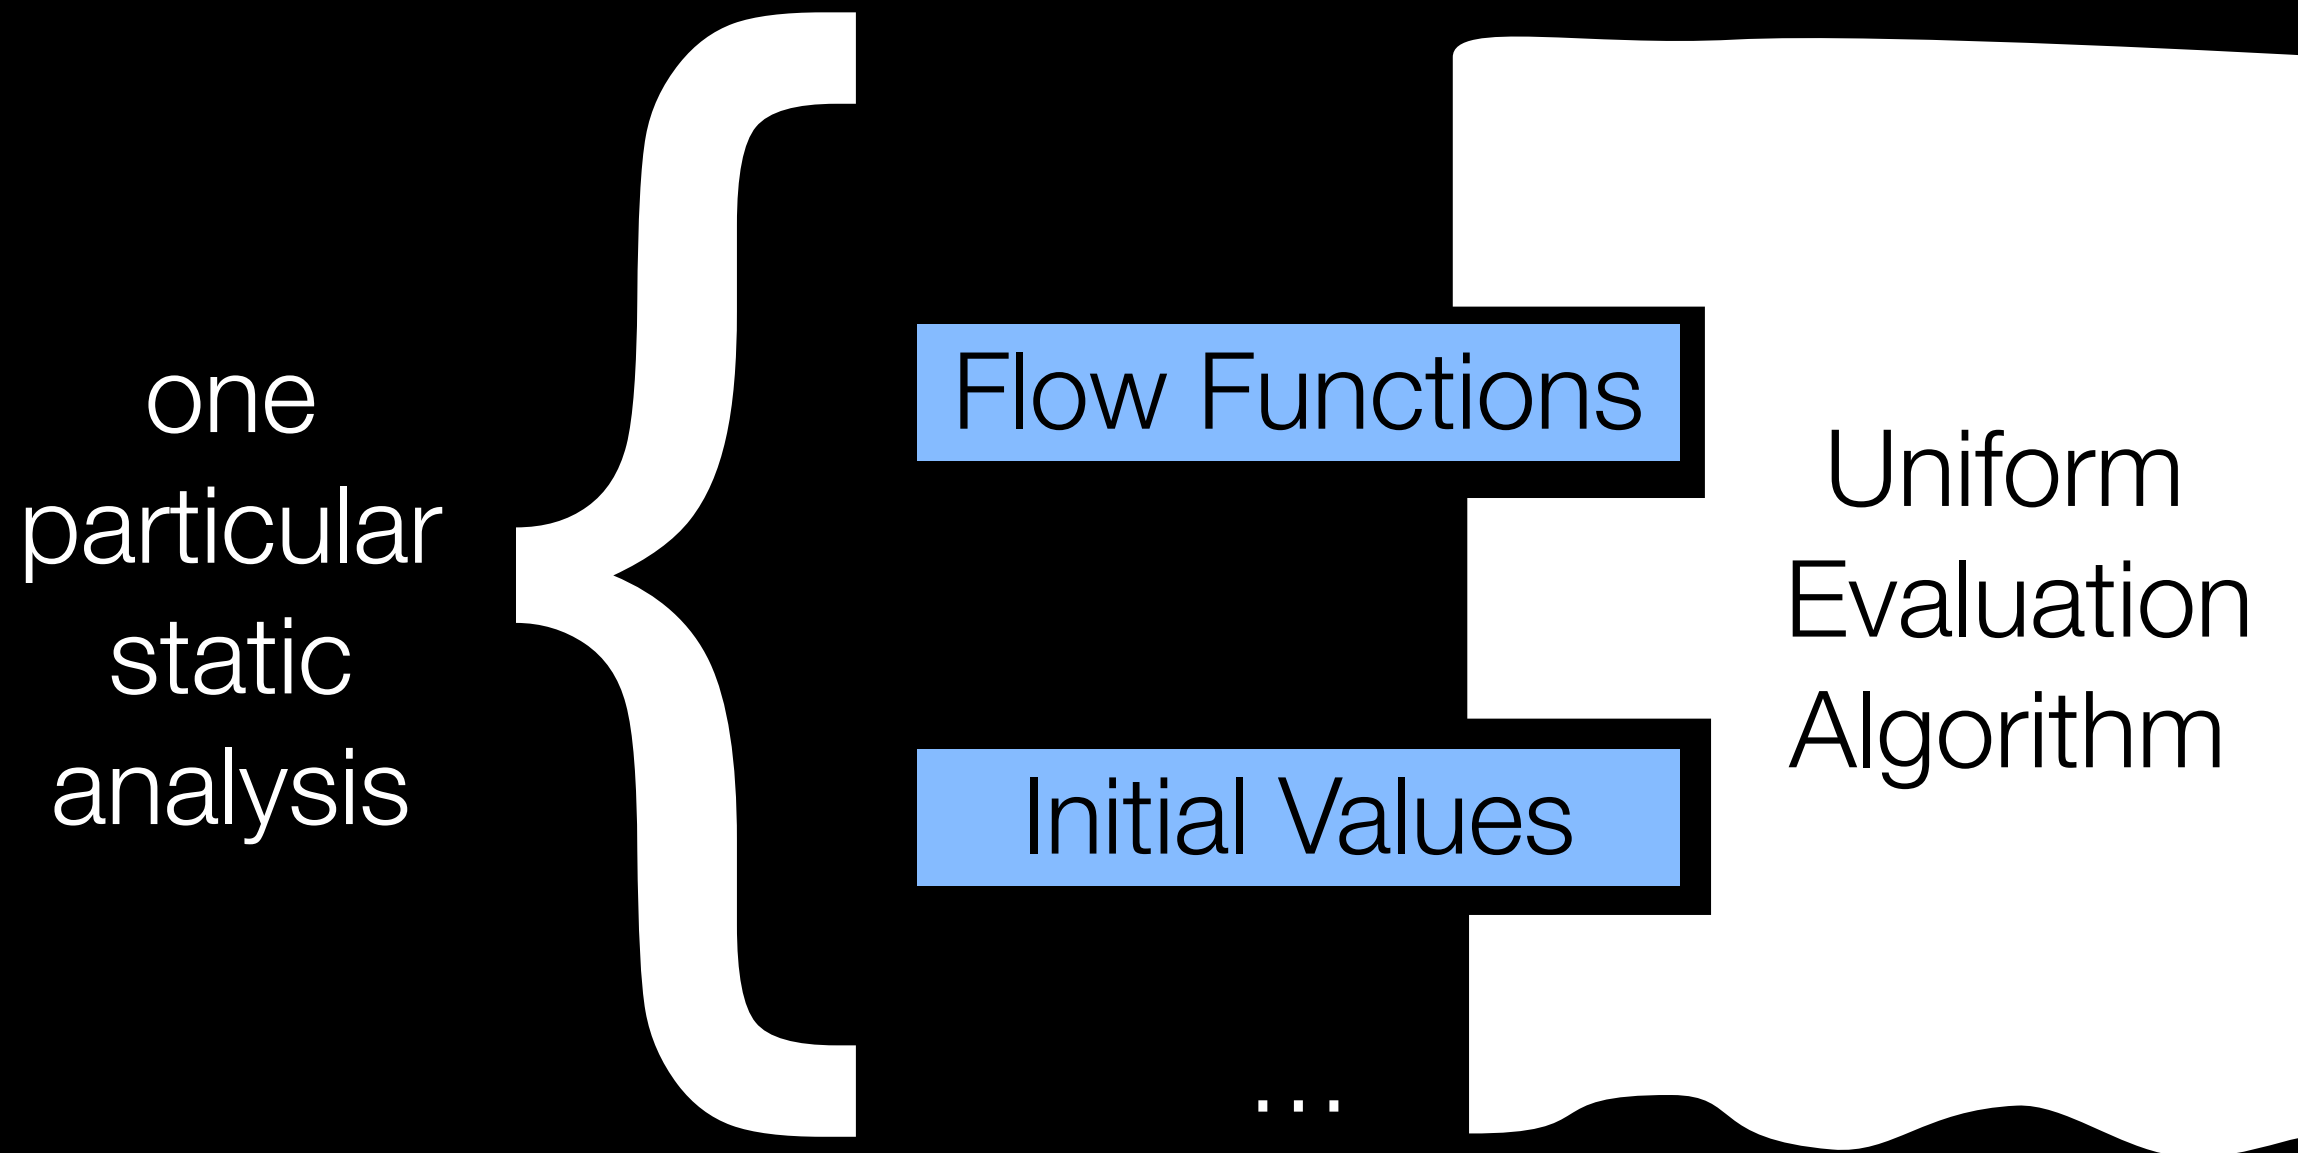 one
particular
static
analysis
Flow Functions
Initial Values
...
Uniform
Evaluation
Algorithm